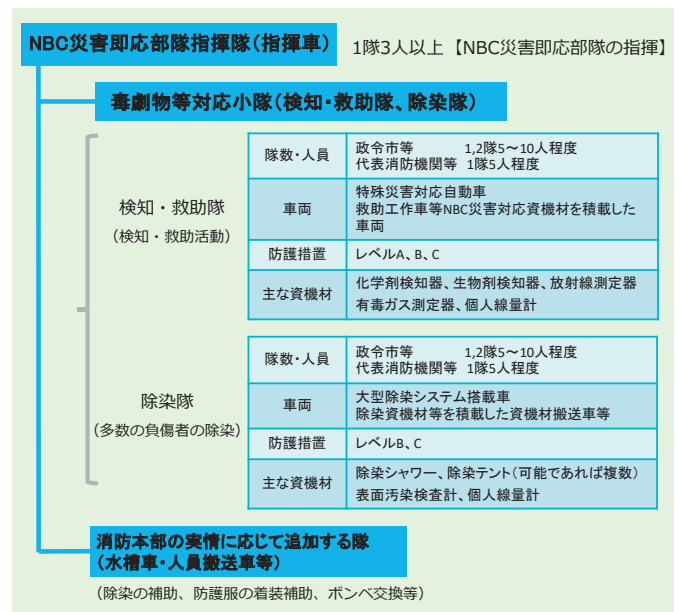 NBC災害即応部隊指揮隊（指揮車） 1隊3人以上【NBC災害即応部隊の指揮】
毒劇物等対応小隊（検知・救助隊、除染隊）
検知・救助隊
（検知・救助活動）
隊数・人員
政令市等 1,2隊5～10人程度
代表消防機関等 1隊5人程度
車両
特殊災害対応自動車
救助工作車等NBC災害対応資機材を積載した
車両
防護措置
レベルA、B、C
主な資機材
化学剤検知器、生物剤検知器、放射線測定器
有毒ガス測定器、個人線量計
除染隊
（多数の負傷者の除染）
隊数・人員
政令市等 1,2隊5～10人程度
代表消防機関等 1隊5人程度
車両
大型除染システム搭載車
除染資機材等を積載した資機材搬送車等
防護措置
レベルB、C
主な資機材
除染シャワー、除染テント（可能であれば複数）
表面汚染検査計、個人線量計
消防本部の実情に応じて追加する隊
（水槽車・人員搬送車等）
（除染の補助、防護服の着装補助、ボンベ交換等）